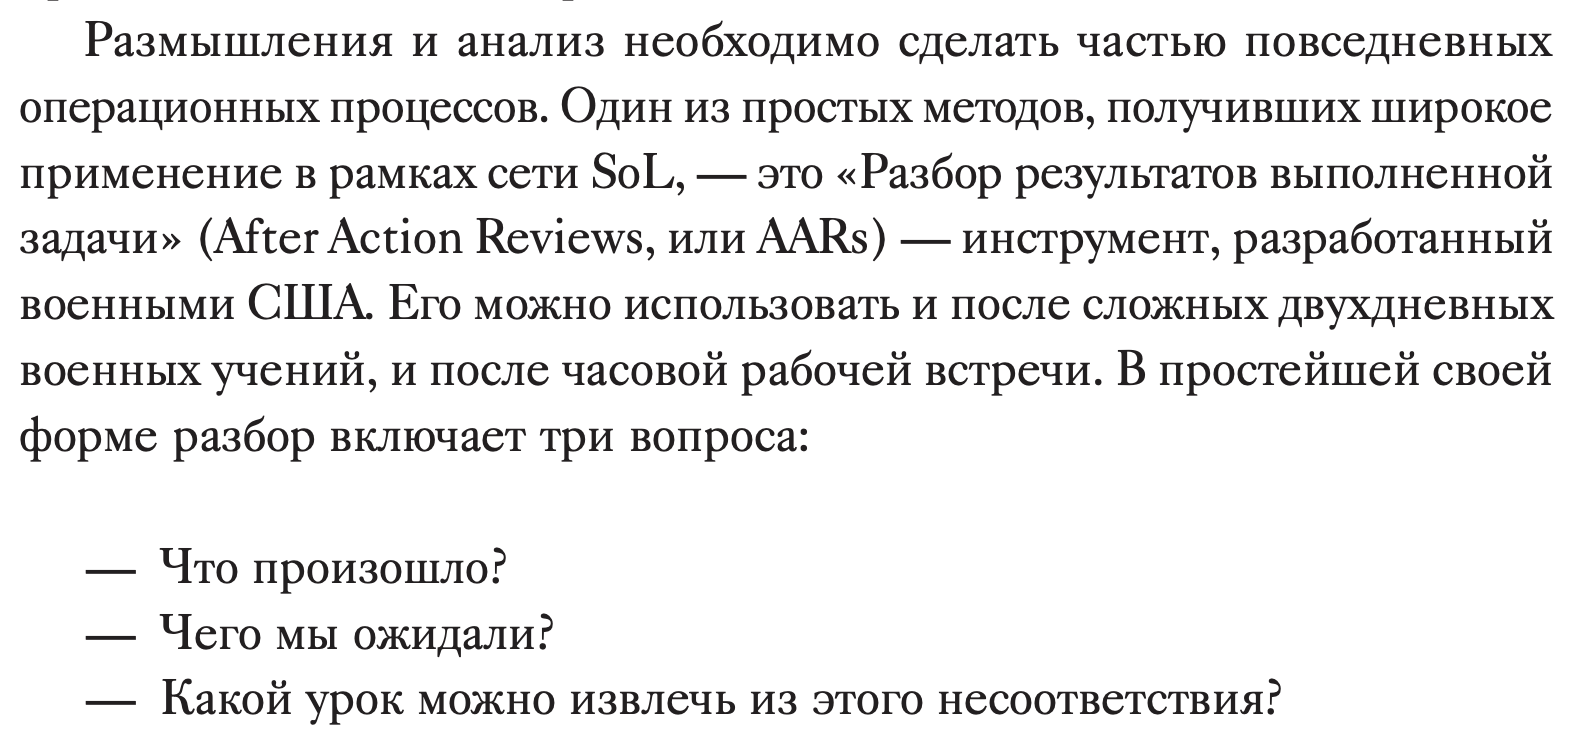 Размышления и анализ необходимо сделать частью повседневных
операционных процессов. Один из простых методов, получивших широкое
применение в рамках сети SoL, — это «Разбор результатов выполненной
задачи» (After Action Reviews, или AARs) — инструмент, разработанный
военными США. Его можно использовать и после сложных двухдневных
военных учений, и после часовой рабочей встречи. В простейшей своей
форме разбор включает три вопроса:
— Что произошло?
— Чего мы ожидали?
— Какой урок можно извлечь из этого несоответствия?